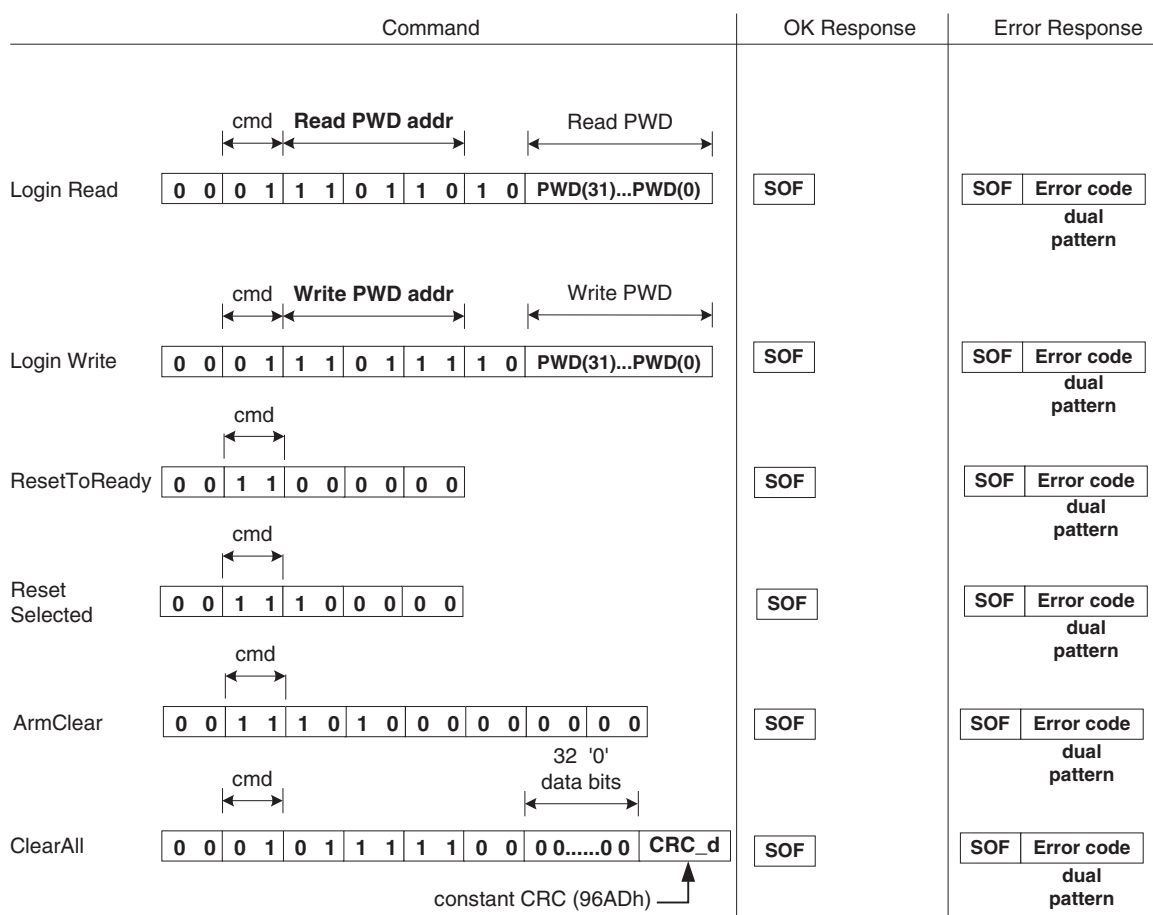 Command OK Response Error Response
cmd Read PWD addr Read PWD
Login Read 0 0 0 1 1 1 0 1 1 0 1 0 PWD(31)...PWD(0) SOF SOF Error code
dual
pattern
cmd Write PWD addr Write PWD
Login Write 0 0 0 1 1 1 0 1 1 1 1 0 PWD(31)...PWD(0) SOF SOF Error code
dual
pattern
cmd
ResetToReady 0 0 1 1 0 0 0 0 0 0 SOF SOF Error code
dual
pattern
cmd
Reset
Selected 0 0 1 1 1 0 0 0 0 0 SOF SOF Error code
dual
pattern
cmd
ArmClear 0 0 1 1 1 0 1 0 0 0 0 0 0 0 0 0 SOF SOF Error code
dual
pattern
32 '0'
cmd data bits
ClearAll 0 0 0 1 0 1 1 1 1 1 0 0 0 0......0 0 CRC_d SOF SOF Error code
dual
pattern
constant CRC (96ADh)